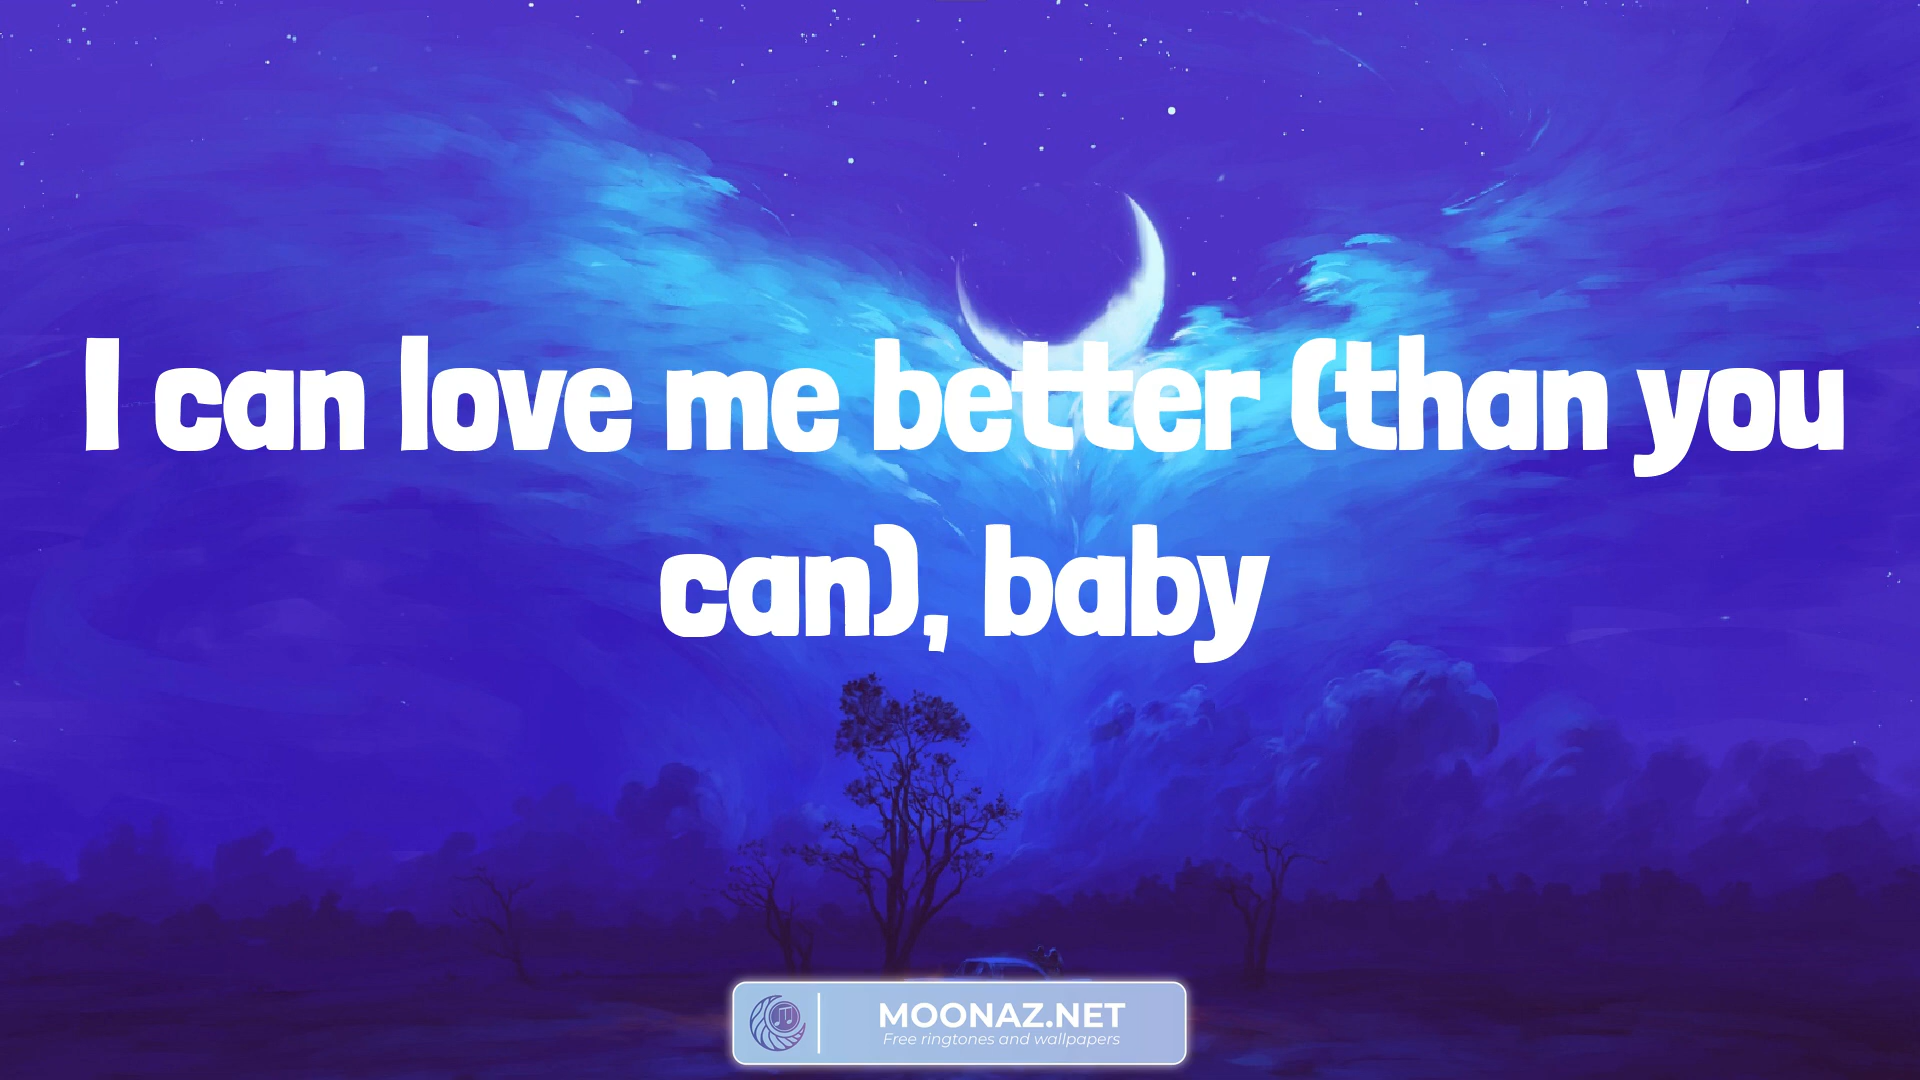 I can love me better (than you
can), baby
MOONAZ.NET
Free ringtones and wallpapers